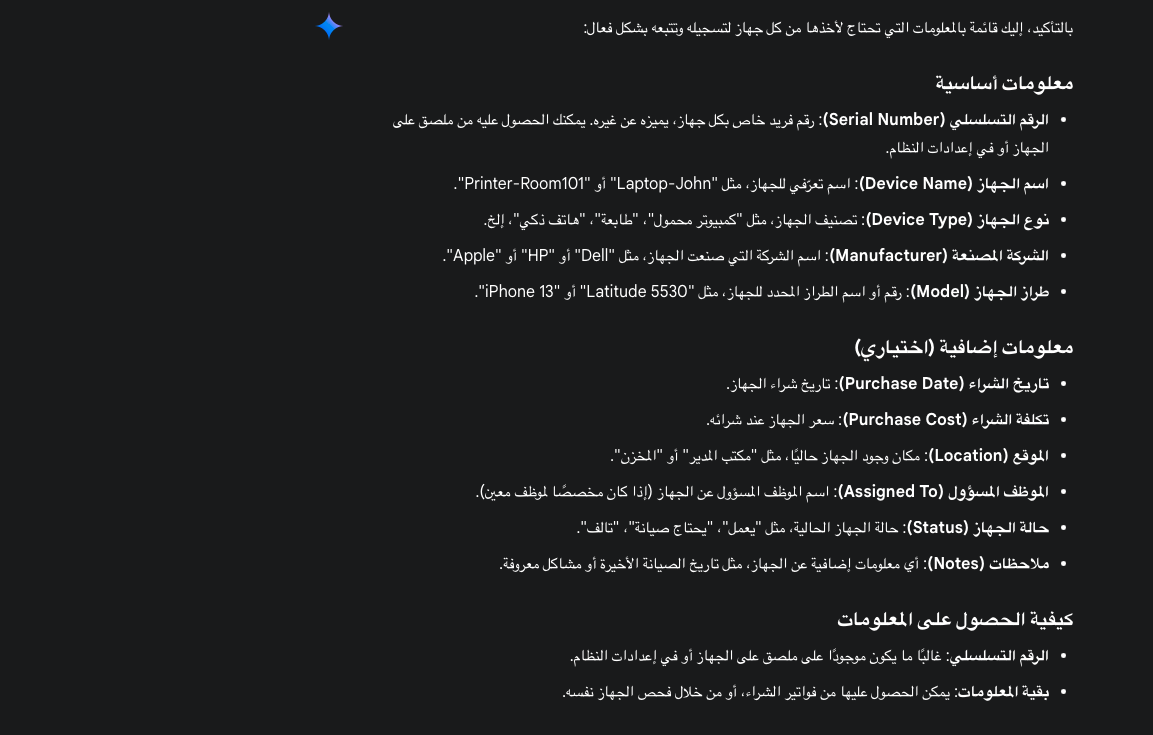 بالتأكيد، إليك قائمة بالمعلومات التي تحتاج لأخذها من كل جهاز لتسجيله وتتبعه بشكل فعال:
معلومات أساسية
• الرقم التسلسلي (Serial Number): رقم فريد خاص بكل جهاز، يميزه عن غيره. يمكنك الحصول عليه من ملصق على
الجهاز أو في إعدادات النظام.
• اسم الجهاز (Device Name): اسم تعرّفي للجهاز، مثل "Laptop-John" أو "Printer-Room101".
• نوع الجهاز (Device Type): تصنيف الجهاز، مثل "كمبيوتر محمول"، "طابعة"، "هاتف ذكي"، إلخ.
• الشركة المصنعة (Manufacturer): اسم الشركة التي صنعت الجهاز، مثل "Dell" أو "HP" أو "Apple".
• طراز الجهاز (Model): رقم أو اسم الطراز المحدد للجهاز، مثل "Latitude 5530" أو "iPhone 13".
معلومات إضافية (اختياري)
• تاريخ الشراء (Purchase Date): تاريخ شراء الجهاز.
• تكلفة الشراء (Purchase Cost): سعر الجهاز عند شرائه.
• الموقع (Location): مكان وجود الجهاز حاليًا، مثل "مكتب المدير" أو "المخزن".
• الموظف المسؤول (Assigned To): اسم الموظف المسؤول عن الجهاز (إذا كان مخصصًا لموظف معين).
• حالة الجهاز (Status): حالة الجهاز الحالية، مثل "يعمل"، "يحتاج صيانة"، "تالف".
• ملاحظات (Notes): أي معلومات إضافية عن الجهاز، مثل تاريخ الصيانة الأخيرة أو مشاكل معروفة.
كيفية الحصول على المعلومات
• الرقم التسلسلي: غالبًا ما يكون موجودًا على ملصق على الجهاز أو في إعدادات النظام.
• بقية المعلومات: يمكن الحصول عليها من فواتير الشراء، أو من خلال فحص الجهاز نفسه.